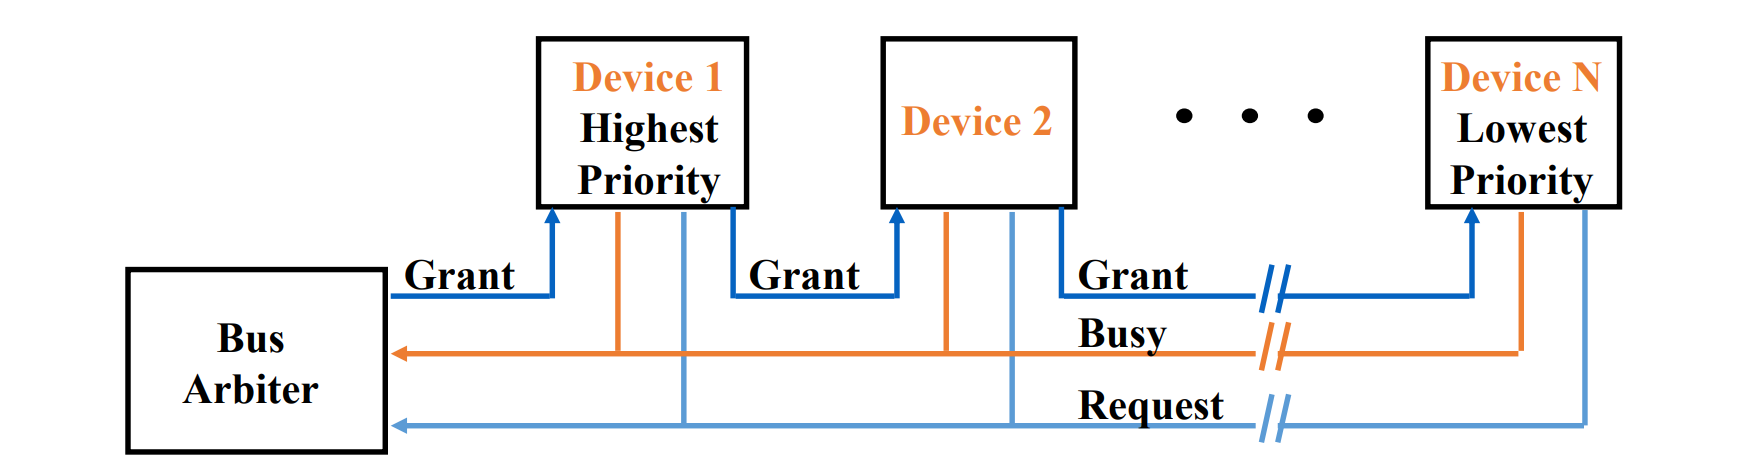 Device 1
Highest
Priority
Device 2
Device N
Lowest
Priority
Grant
Grant
Grant
Bus
Arbiter
Busy
Request